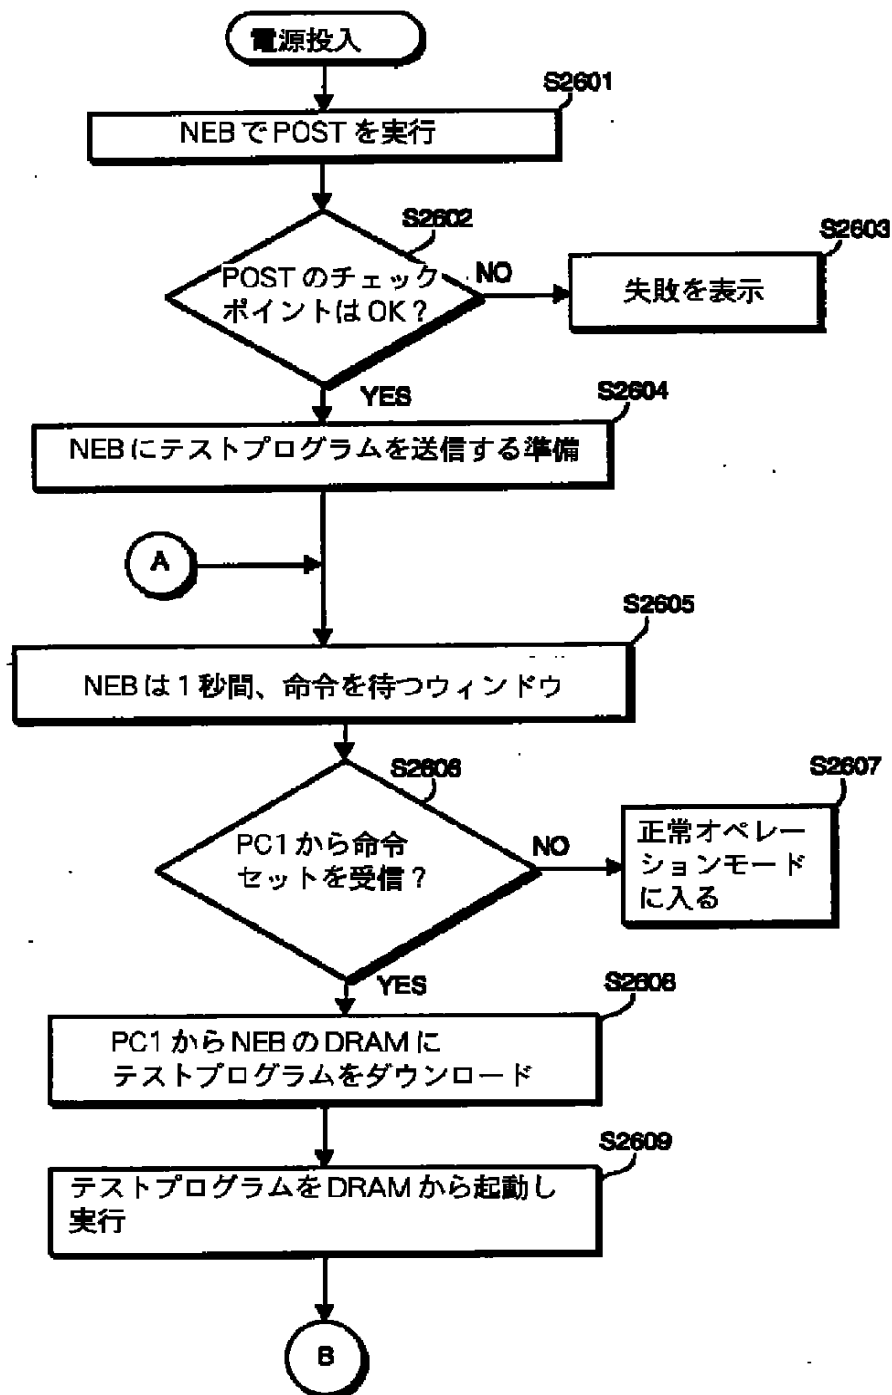 電源投入
S2601
NEBでPOSTを実行
S2602
POSTのチェック
ポイントはOK？
NO
S2603
失敗を表示
YES
S2604
NEBにテストプログラムを送信する準備
A
S2605
NEBは1秒間、命令を待つウィンドウ
S2606
PC1から命令
セットを受信？
NO
S2607
正常オペレー
ションモード
に入る
YES
S2608
PC1からNEBのDRAMに
テストプログラムをダウンロード
S2609
テストプログラムをDRAMから起動し
実行
B